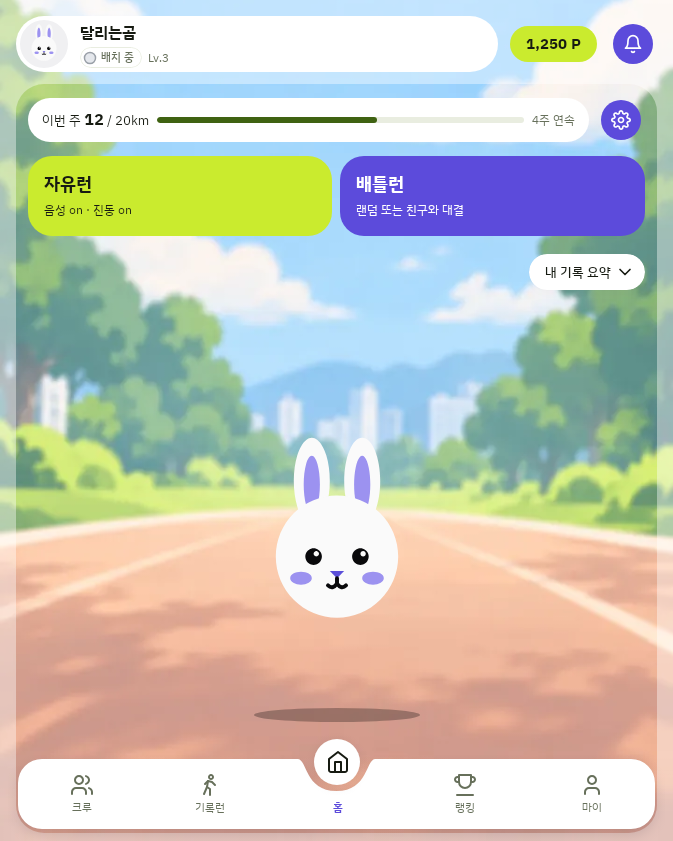 달리는곰
배치 중 Lv.3
1,250 P
이번 주 12 / 20km
4주 연속
자유런
음성 on · 진동 on
배틀런
랜덤 또는 친구와 대결
내 기록 요약
크루
기록런
홈
랭킹
마이